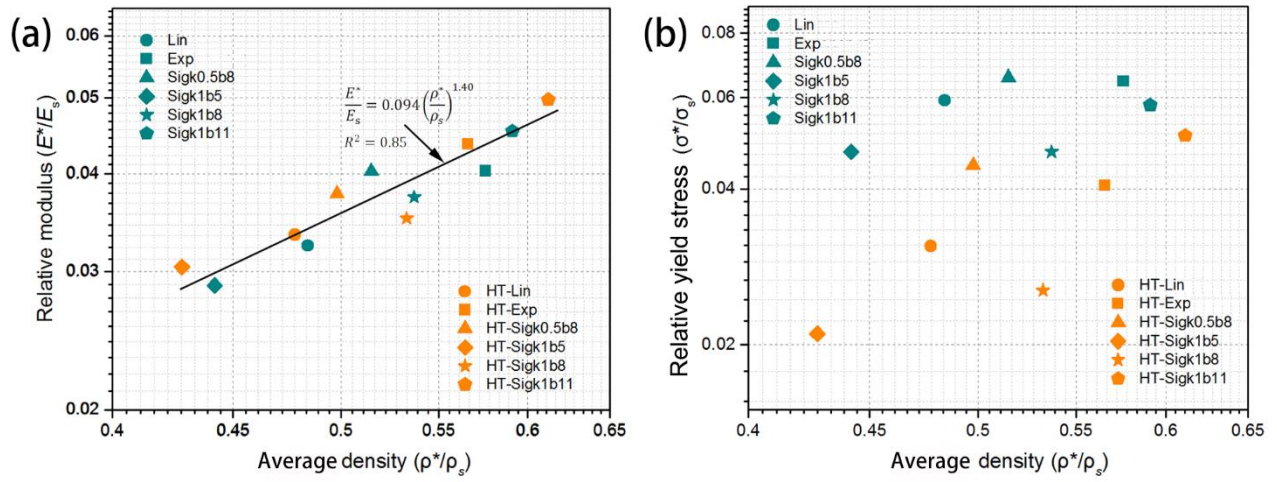 (a)
0.06
0.05
0.04
0.03
0.02
Relative modulus (E*/Es)
Lin
Exp
Sigk0.5b8
Sigk1b5
Sigk1b8
Sigk1b11
E*/Es = 0.094(ρ*/ρs)^1.40
R² = 0.85
HT-Lin
HT-Exp
HT-Sigk0.5b8
HT-Sigk1b5
HT-Sigk1b8
HT-Sigk1b11
0.4 0.45 0.5 0.55 0.6 0.65
Average density (ρ*/ρs)
(b)
0.08
0.06
0.04
0.02
Relative yield stress (σ*/σs)
Lin
Exp
Sigk0.5b8
Sigk1b5
Sigk1b8
Sigk1b11
HT-Lin
HT-Exp
HT-Sigk0.5b8
HT-Sigk1b5
HT-Sigk1b8
HT-Sigk1b11
0.4 0.45 0.5 0.55 0.6 0.65
Average density (ρ*/ρs)